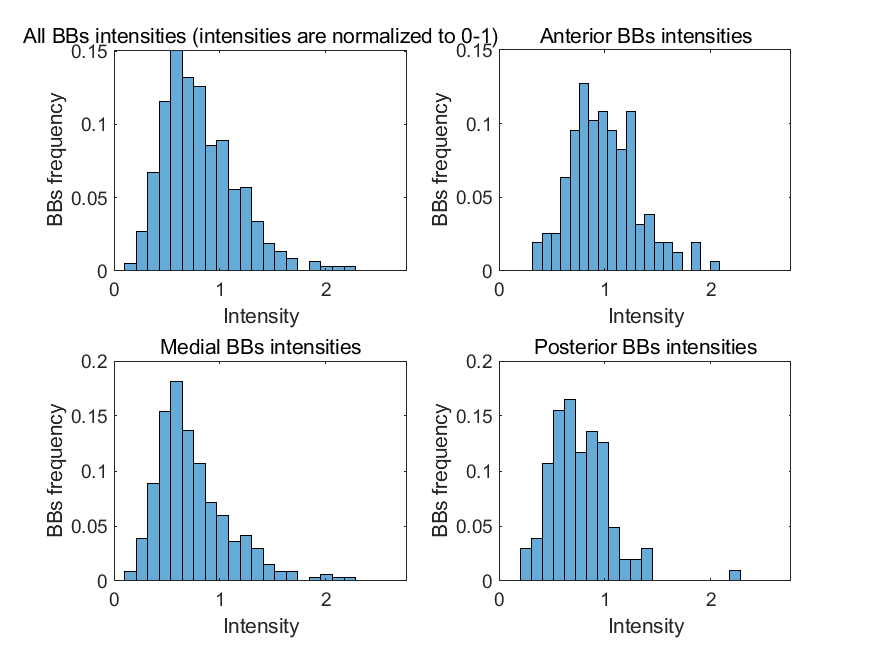 All BBs intensities (intensities are normalized to 0-1)
0.15
0.1
0.05
0
BBs frequency
0 1 2
Intensity
Anterior BBs intensities
0.15
0.1
0.05
0
BBs frequency
0 1 2
Intensity
Medial BBs intensities
0.2
0.15
0.1
0.05
0
BBs frequency
0 1 2
Intensity
Posterior BBs intensities
0.2
0.15
0.1
0.05
0
BBs frequency
0 1 2
Intensity